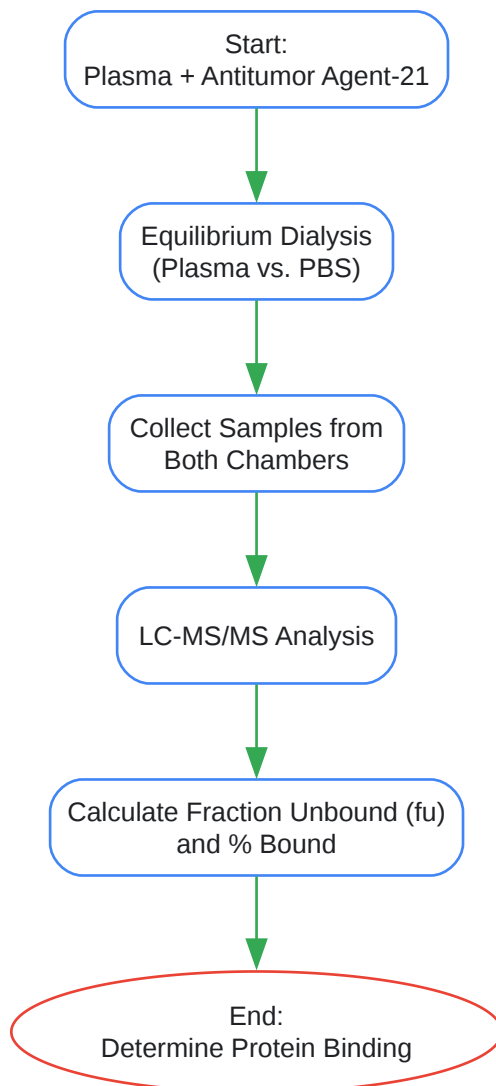 Start:
Plasma + Antitumor Agent-21
Equilibrium Dialysis
(Plasma vs. PBS)
Collect Samples from
Both Chambers
LC-MS/MS Analysis
Calculate Fraction Unbound (fu)
and % Bound
End:
Determine Protein Binding